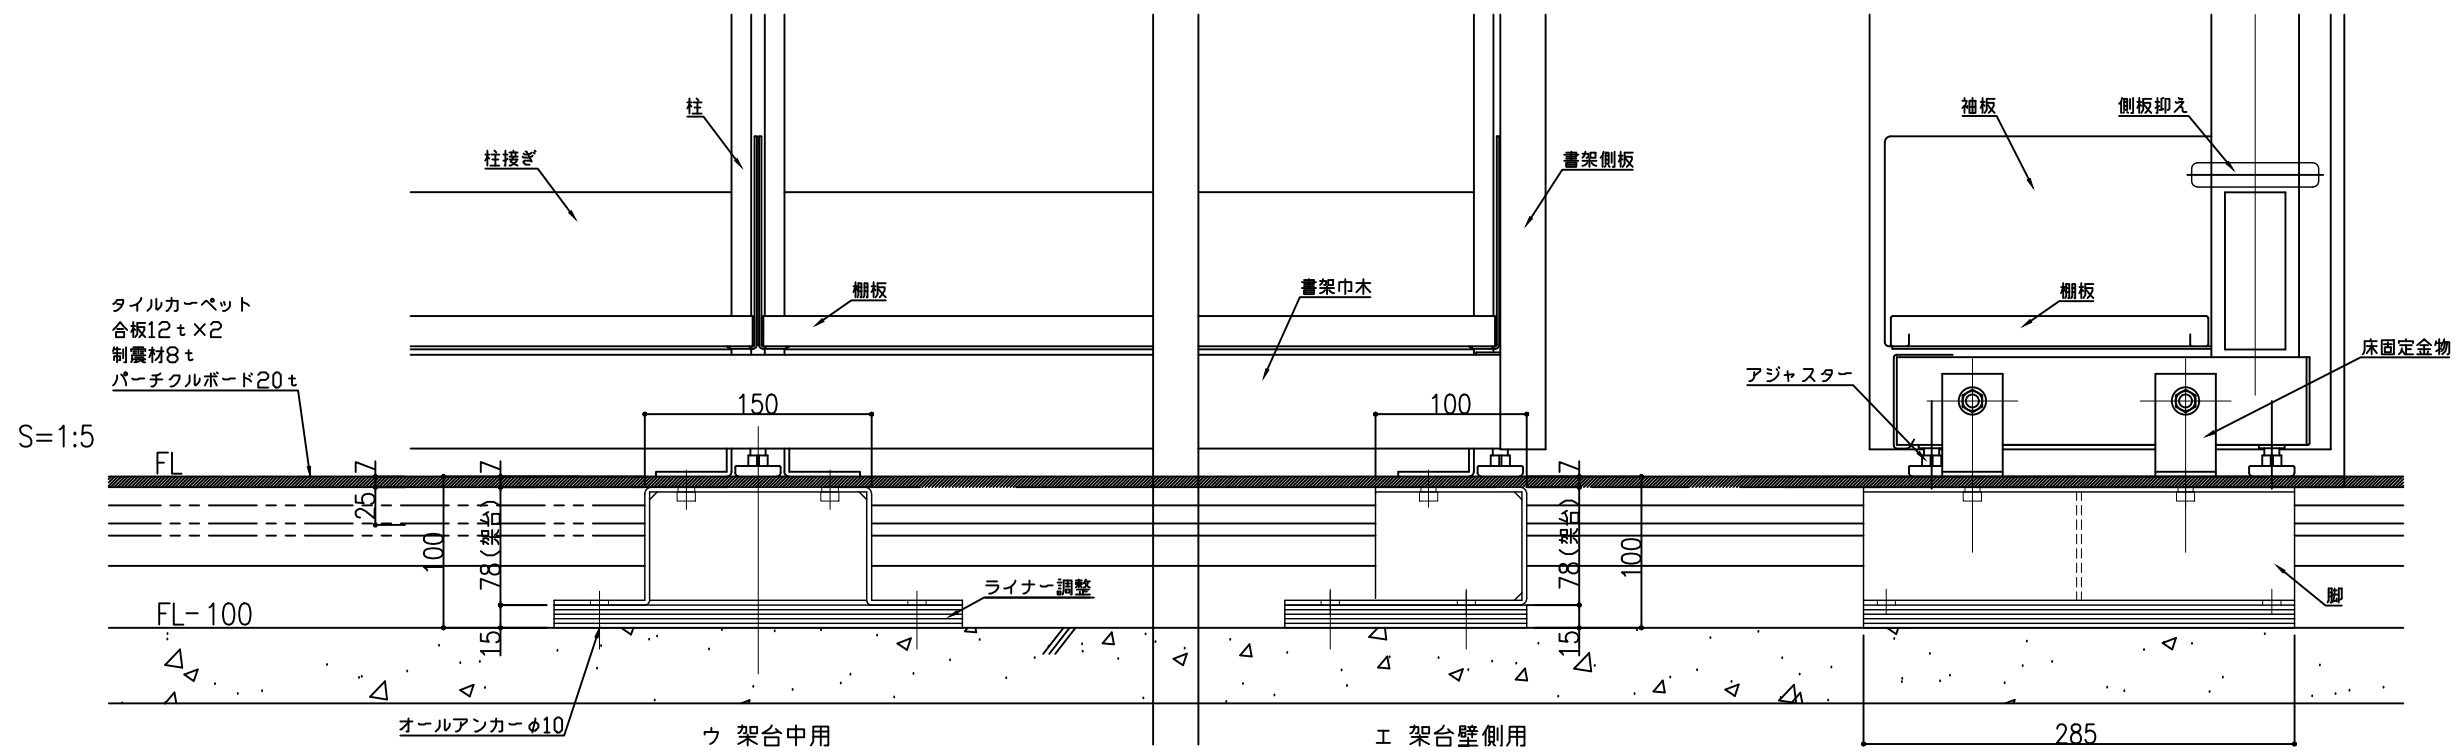 柱
袖板
側板抑え
柱接ぎ
書架側板
書架巾木
棚板
棚板
タイルカーペット
合板12t×2
制震材8t
パーチクルボード20t
床固定金物
アジャスター
150
100
S=1:5
FL
7
7
7
25
100
78(架台)
78(架台)
100
ライナー調整
脚
FL-100
15
15
オールアンカーφ10
ウ 架台中用
エ 架台壁側用
285